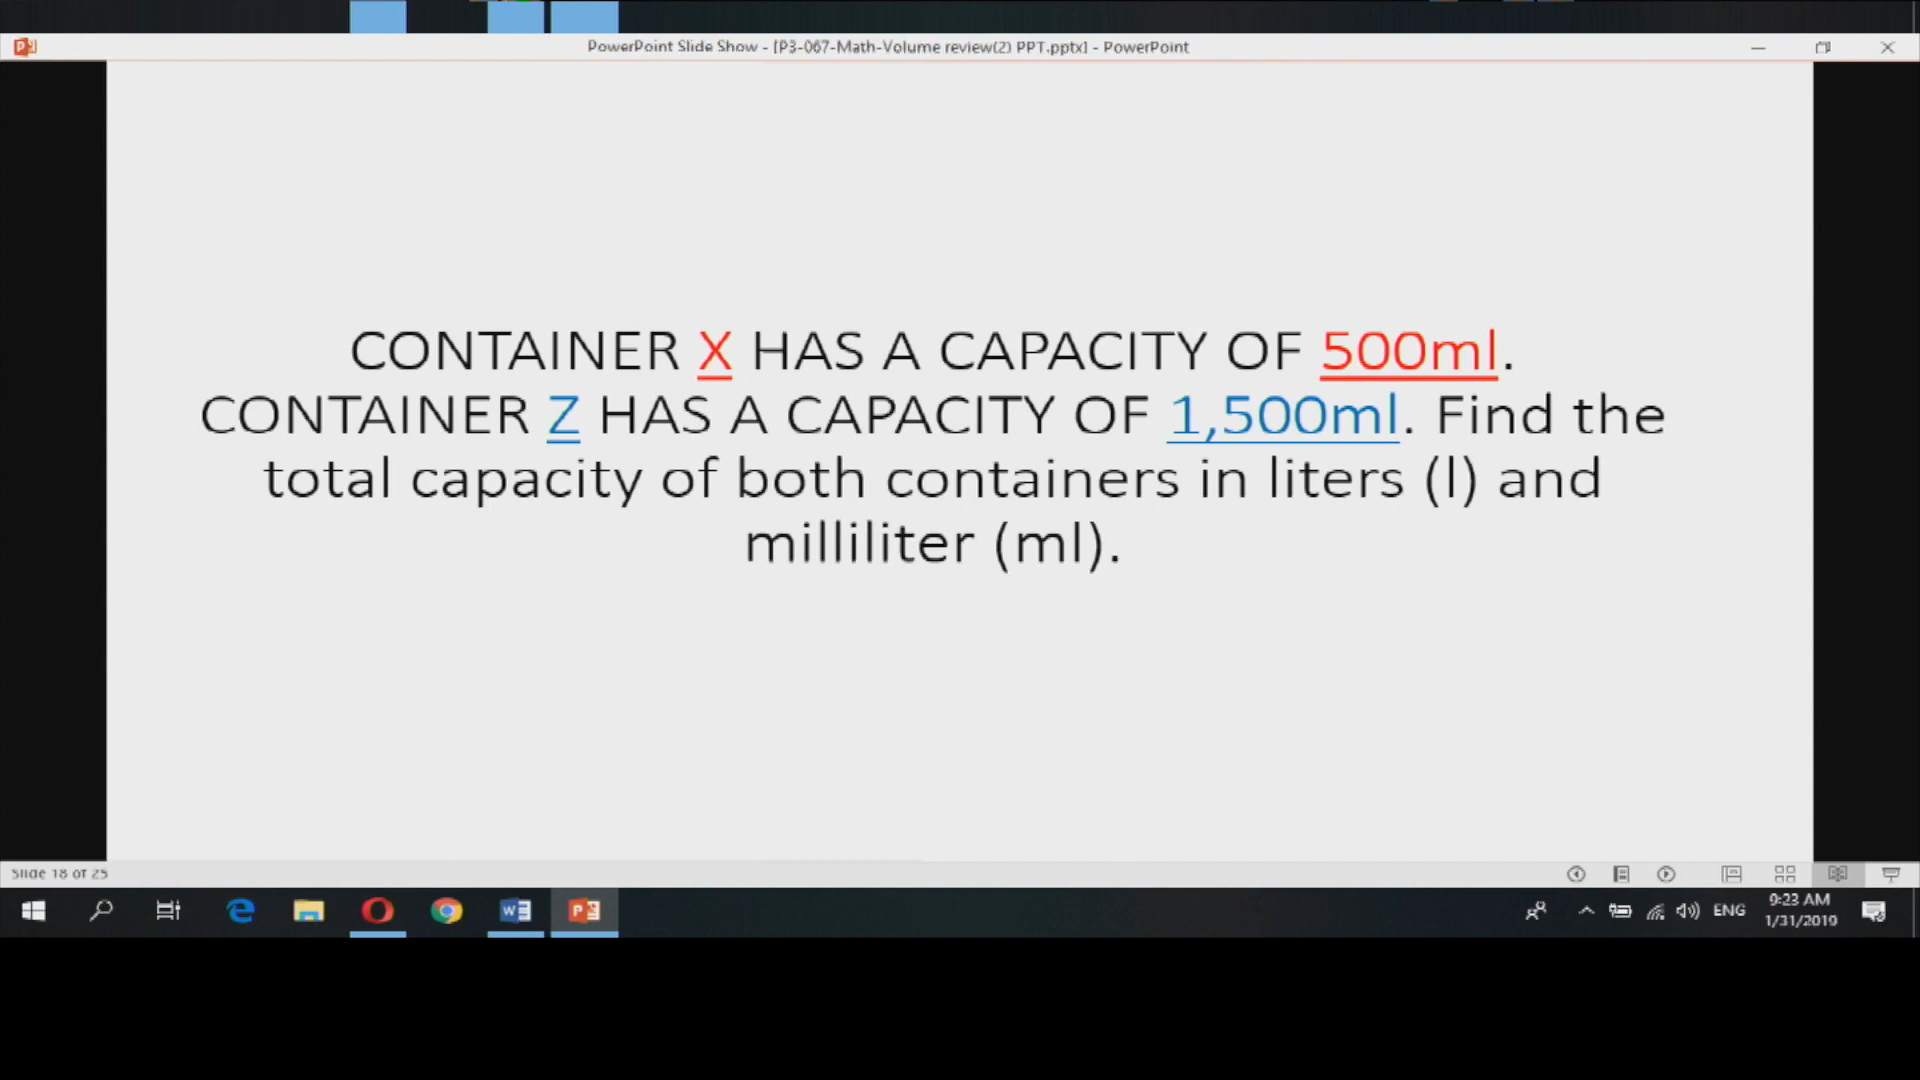 PowerPoint Slide Show - [P3-067-Math-Volume review(2) PPT.pptx] - PowerPoint
CONTAINER X HAS A CAPACITY OF 500ml.
CONTAINER Z HAS A CAPACITY OF 1,500ml. Find the
total capacity of both containers in liters (l) and
milliliter (ml).
Slide 18 of 25
ENG
9:23 AM
1/31/2019